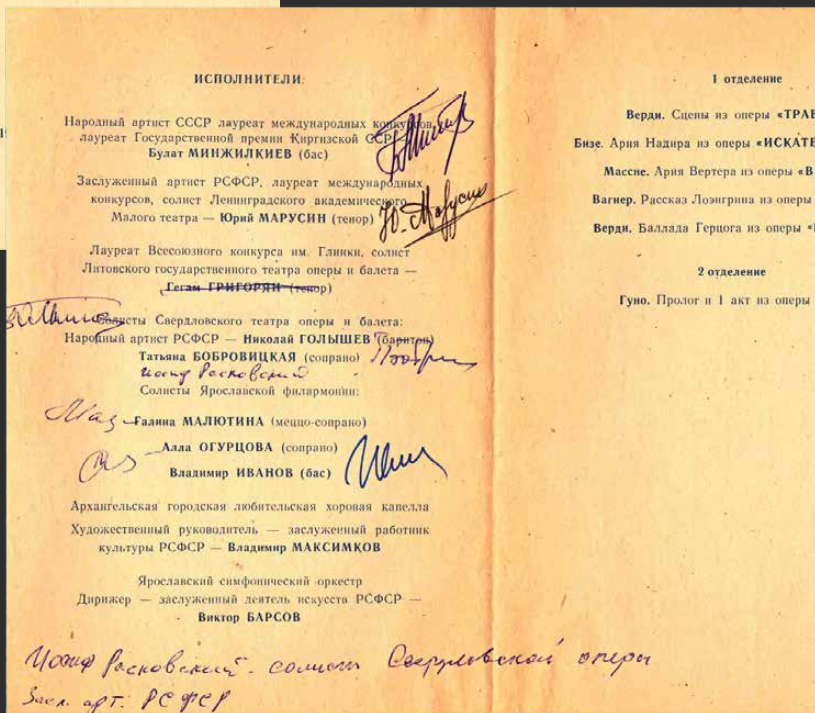 ИСПОЛНИТЕЛИ:
Народный артист СССР лауреат международных конкурсов,
лауреат Государственной премии Киргизской ССР
Булат МИНЖИЛКИЕВ (бас)
Заслуженный артист РСФСР, лауреат международных
конкурсов, солист Ленинградского академического
Малого театра — Юрий МАРУСИН (тенор)
Ю. Марусин
Лауреат Всесоюзного конкурса им. Глинки, солист
Литовского государственного театра оперы и балета —
Гегам ГРИГОРЯН (тенор)
Солисты Свердловского театра оперы и балета:
Народный артист РСФСР — Николай ГОЛЫШЕВ (баритон)
Татьяна БОБРОВИЦКАЯ (сопрано)
Иосиф Росковский
Солисты Ярославской филармонии:
Галина МАЛЮТИНА (меццо-сопрано)
Алла ОГУРЦОВА (сопрано)
Владимир ИВАНОВ (бас)
Архангельская городская любительская хоровая капелла
Художественный руководитель — заслуженный работник
культуры РСФСР — Владимир МАКСИМКОВ
Ярославский симфонический оркестр
Дирижер — заслуженный деятель искусств РСФСР —
Виктор БАРСОВ
Иосиф Росковский - солист Свердловской оперы
Засл. арт. РСФСР
1 отделение
Верди. Сцены из оперы «ТРАВ
Бизе. Ария Надира из оперы «ИСКАТЕ
Массне. Ария Вертера из оперы «В
Вагнер. Рассказ Лоэнгрина из оперы
Верди. Баллада Герцога из оперы
2 отделение
Гуно. Пролог и 1 акт из оперы